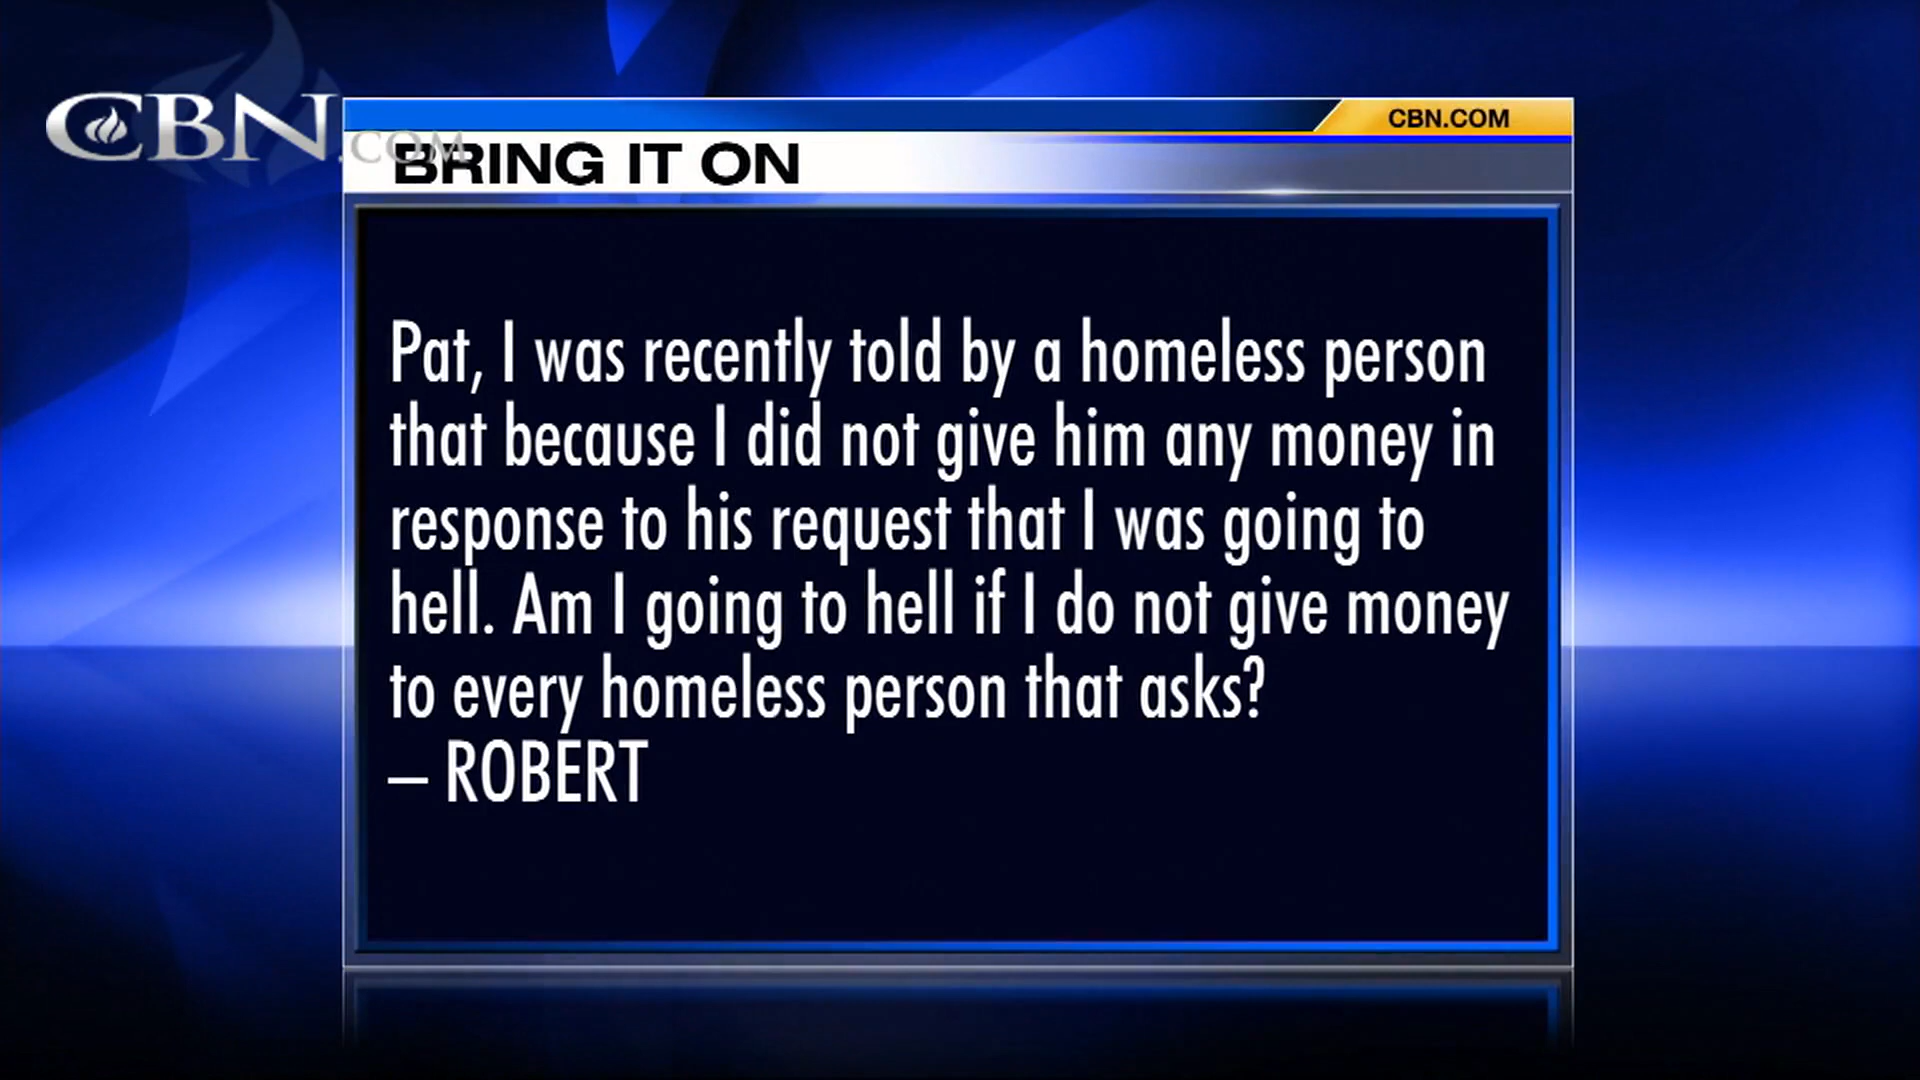 CBN.COM
CBN.COM
BRING IT ON
Pat, I was recently told by a homeless person
that because I did not give him any money in
response to his request that I was going to
hell. Am I going to hell if I do not give money
to every homeless person that asks?
– ROBERT